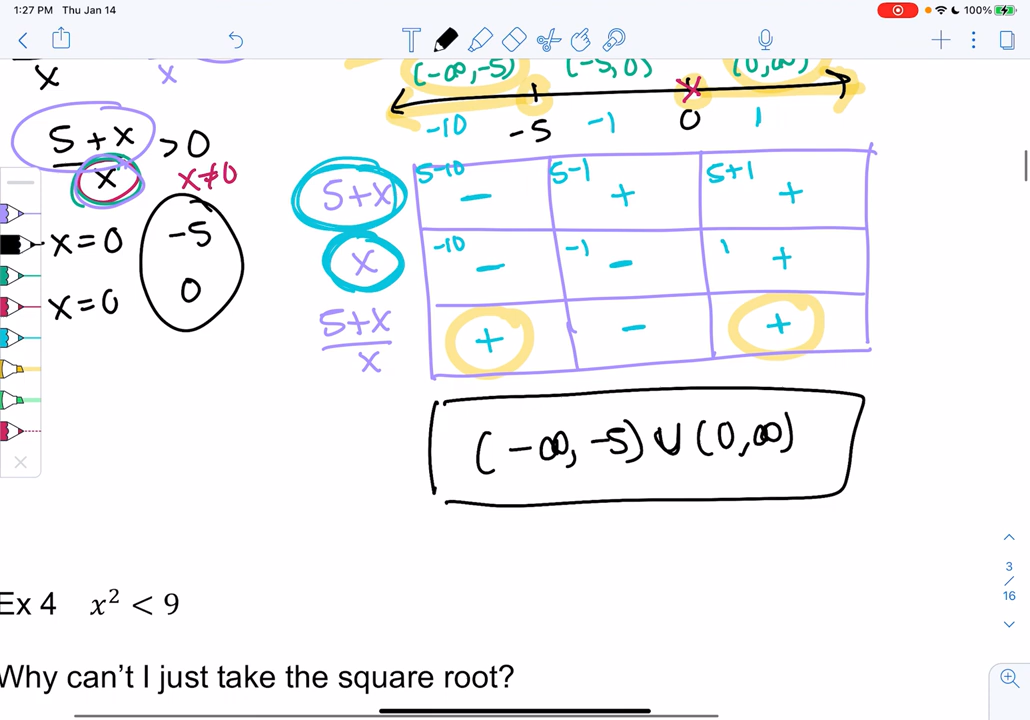 1:27 PM Thu Jan 14
100%
x
x
(-∞,-5) (-5,0) (0,∞)
-10 -5 -1 0 1
5+x > 0
x
x≠0
x=0
x=0
-5
0
5+x 5-10 - 5-1 + 5+1 +
x -10 - -1 - 1 +
5+x
x
+ - +
(-∞,-5) ∪ (0,∞)
3
/
16
Ex 4 x² < 9
Why can't I just take the square root?